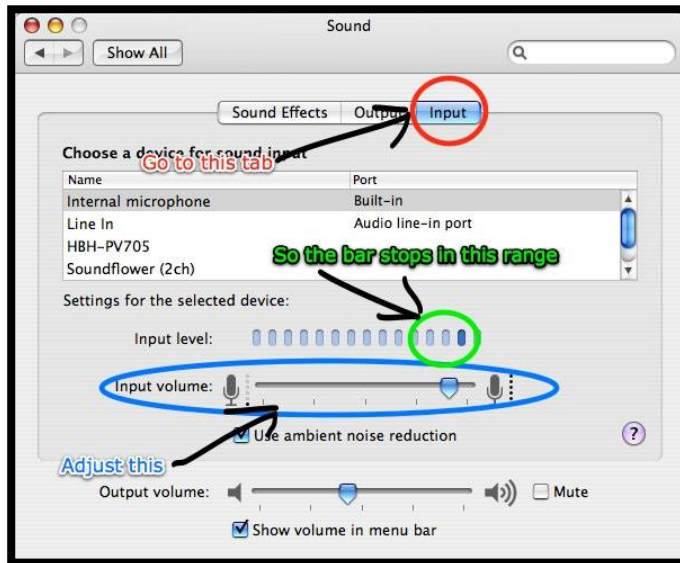 Sound
Show All
Sound Effects Output Input
Choose a device for sound input
Go to this tab
Name Port
Internal microphone Built-in
Line In Audio line-in port
HBH-PV705
So the bar stops in this range
Soundflower (2ch)
Settings for the selected device:
Input level:
Input volume:
Use ambient noise reduction
?
Adjust this
Output volume: Mute
Show volume in menu bar